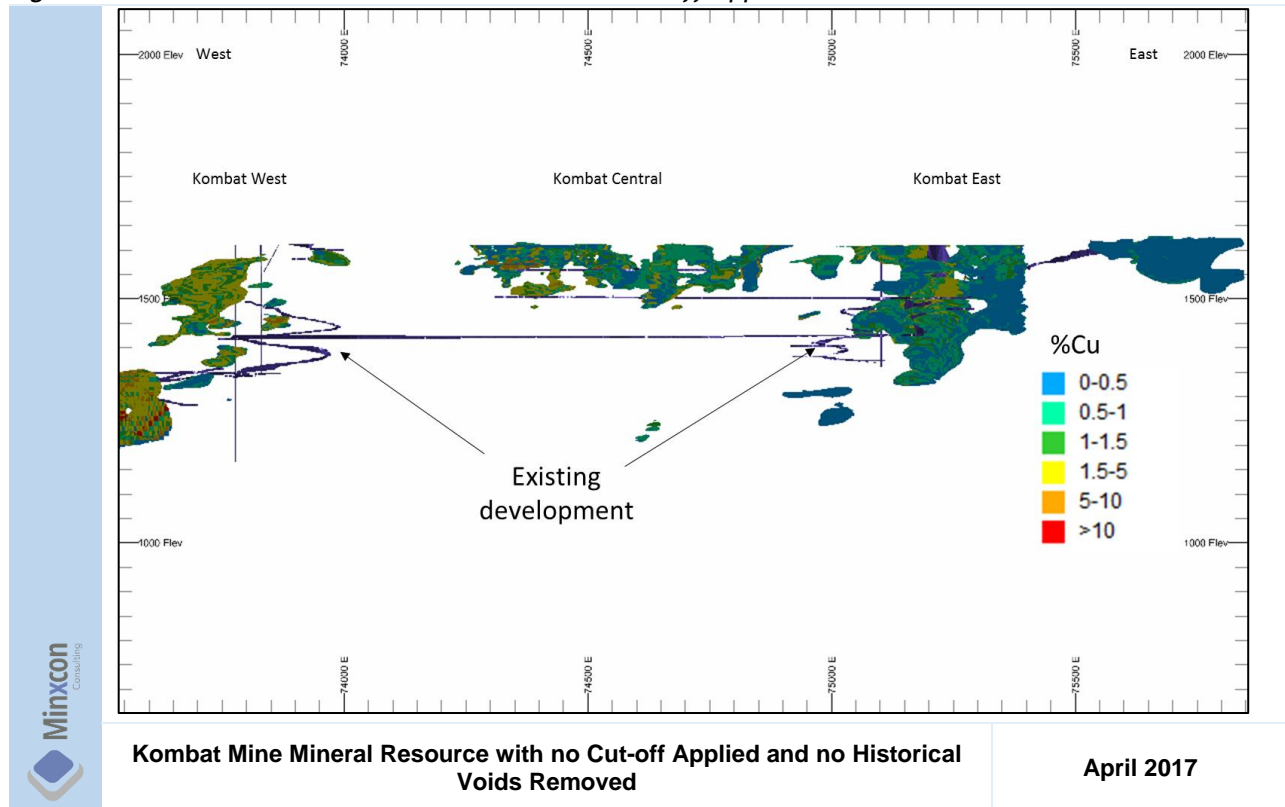 2000 Elev West 74000 E 74500 E 75000 E 75500 E East 2000 Elev
Kombat West Kombat Central Kombat East
1500 Elev 1500 Elev
%Cu
0-0.5
0.5-1
1-1.5
1.5-5
5-10
>10
Existing
development
1000 Elev 1000 Elev
74000 E 74500 E 75000 E 75500 E
Minxcon
Consulting
Kombat Mine Mineral Resource with no Cut-off Applied and no Historical
Voids Removed
April 2017